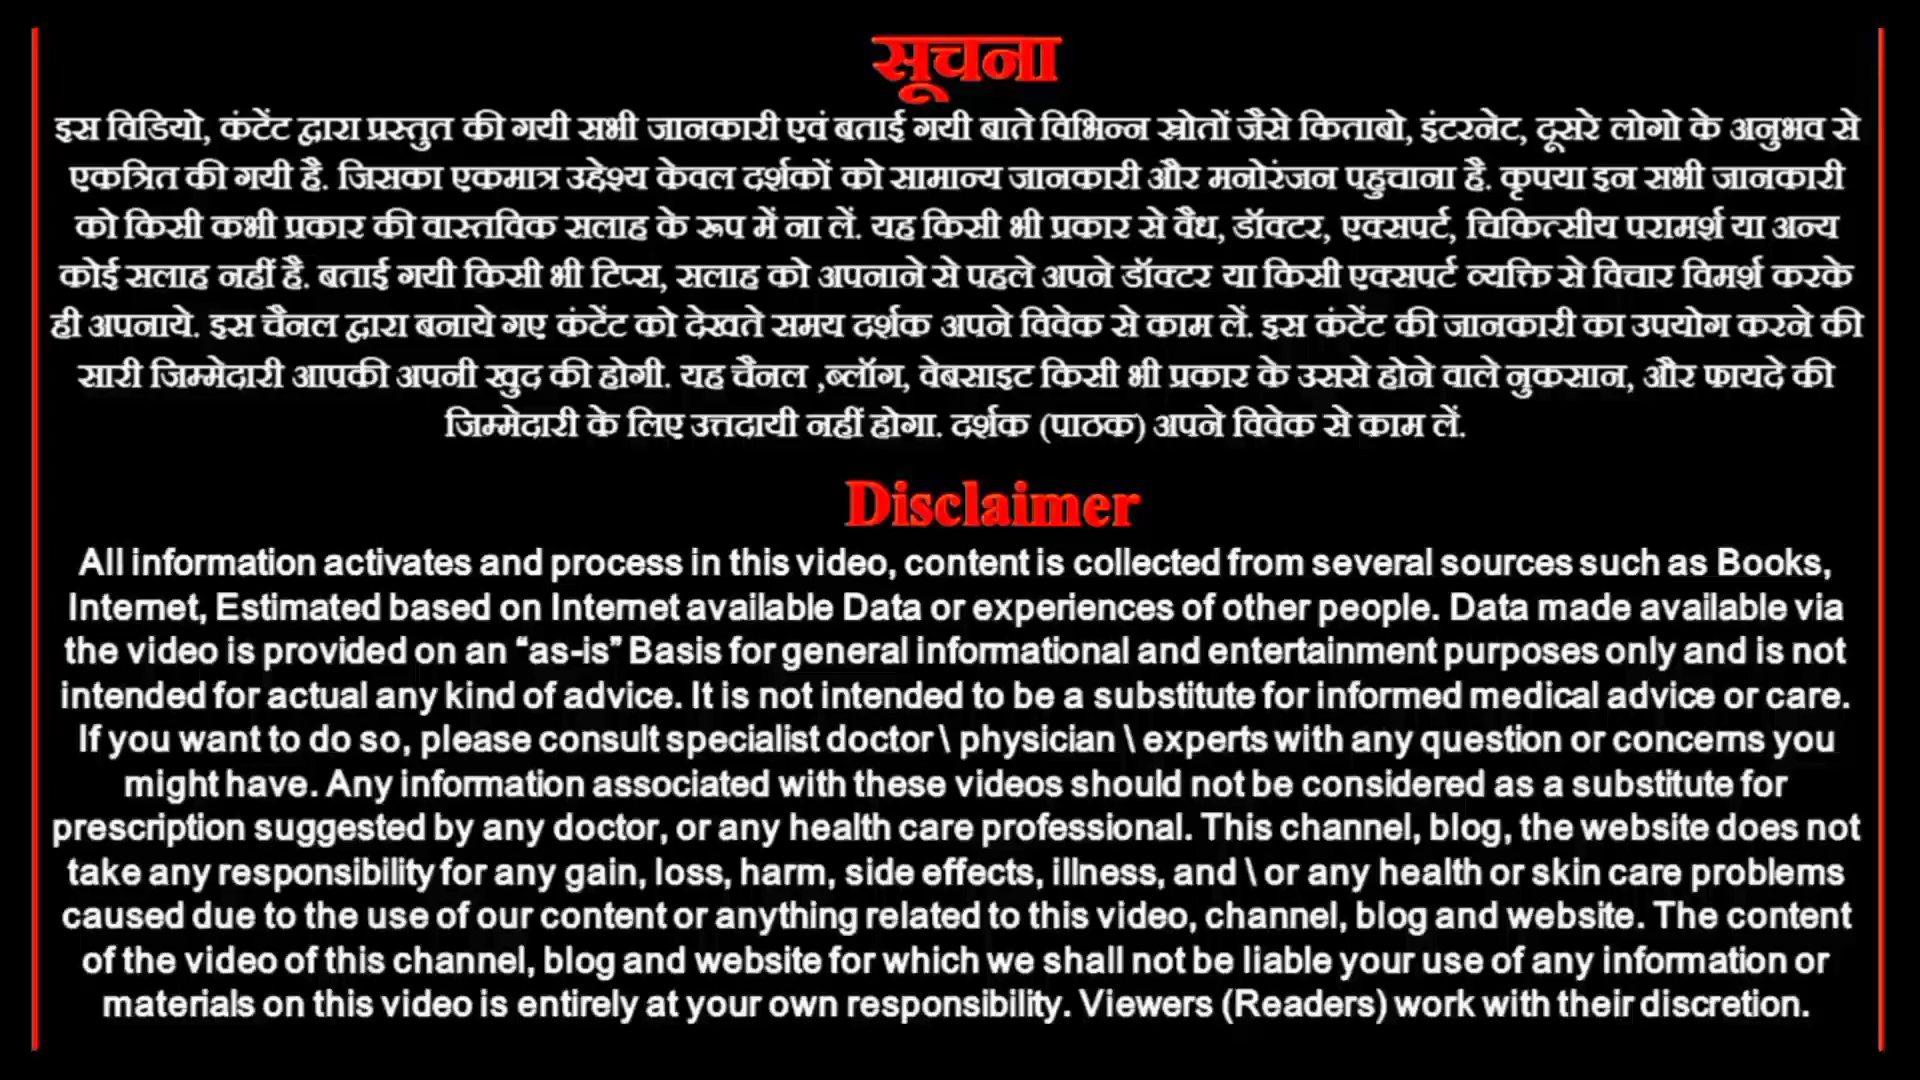 सूचना
इस विडियो, कंटेंट द्वारा प्रस्तुत की गयी सभी जानकारी एवं बताई गयी बाते विभिन्न स्रोतों जैसे किताबो, इंटरनेट, दूसरे लोगो के अनुभव से
एकत्रित की गयी है. जिसका एकमात्र उद्देश्य केवल दर्शकों को सामान्य जानकारी और मनोरंजन पहुचाना है. कृपया इन सभी जानकारी
को किसी कभी प्रकार की वास्तविक सलाह के रूप में ना लें. यह किसी भी प्रकार से वैध, डॉक्टर, एक्सपर्ट, चिकित्सीय परामर्श या अन्य
कोई सलाह नहीं है. बताई गयी किसी भी टिप्स, सलाह को अपनाने से पहले अपने डॉक्टर या किसी एक्सपर्ट व्यक्ति से विचार विमर्श करके
ही अपनाये. इस चैनल द्वारा बनाये गए कंटेंट को देखते समय दर्शक अपने विवेक से काम लें. इस कंटेंट की जानकारी का उपयोग करने की
सारी जिम्मेदारी आपकी अपनी खुद की होगी. यह चैनल ,ब्लॉग, वेबसाइट किसी भी प्रकार के उससे होने वाले नुकसान, और फायदे की
जिम्मेदारी के लिए उत्तदायी नहीं होगा. दर्शक (पाठक) अपने विवेक से काम लें.
Disclaimer
All information activates and process in this video, content is collected from several sources such as Books,
Internet, Estimated based on Internet available Data or experiences of other people. Data made available via
the video is provided on an “as-is” Basis for general informational and entertainment purposes only and is not
intended for actual any kind of advice. It is not intended to be a substitute for informed medical advice or care.
If you want to do so, please consult specialist doctor \ physician \ experts with any question or concerns you
might have. Any information associated with these videos should not be considered as a substitute for
prescription suggested by any doctor, or any health care professional. This channel, blog, the website does not
take any responsibility for any gain, loss, harm, side effects, illness, and \ or any health or skin care problems
caused due to the use of our content or anything related to this video, channel, blog and website. The content
of the video of this channel, blog and website for which we shall not be liable your use of any information or
materials on this video is entirely at your own responsibility. Viewers (Readers) work with their discretion.